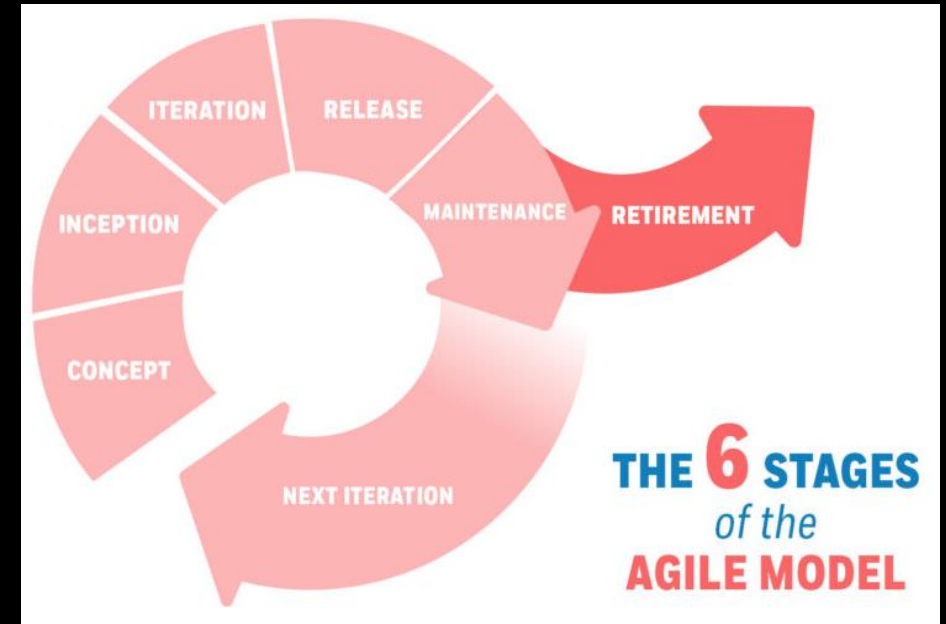 CONCEPT
INCEPTION
ITERATION
RELEASE
MAINTENANCE
RETIREMENT
NEXT ITERATION
THE 6 STAGES
of the
AGILE MODEL